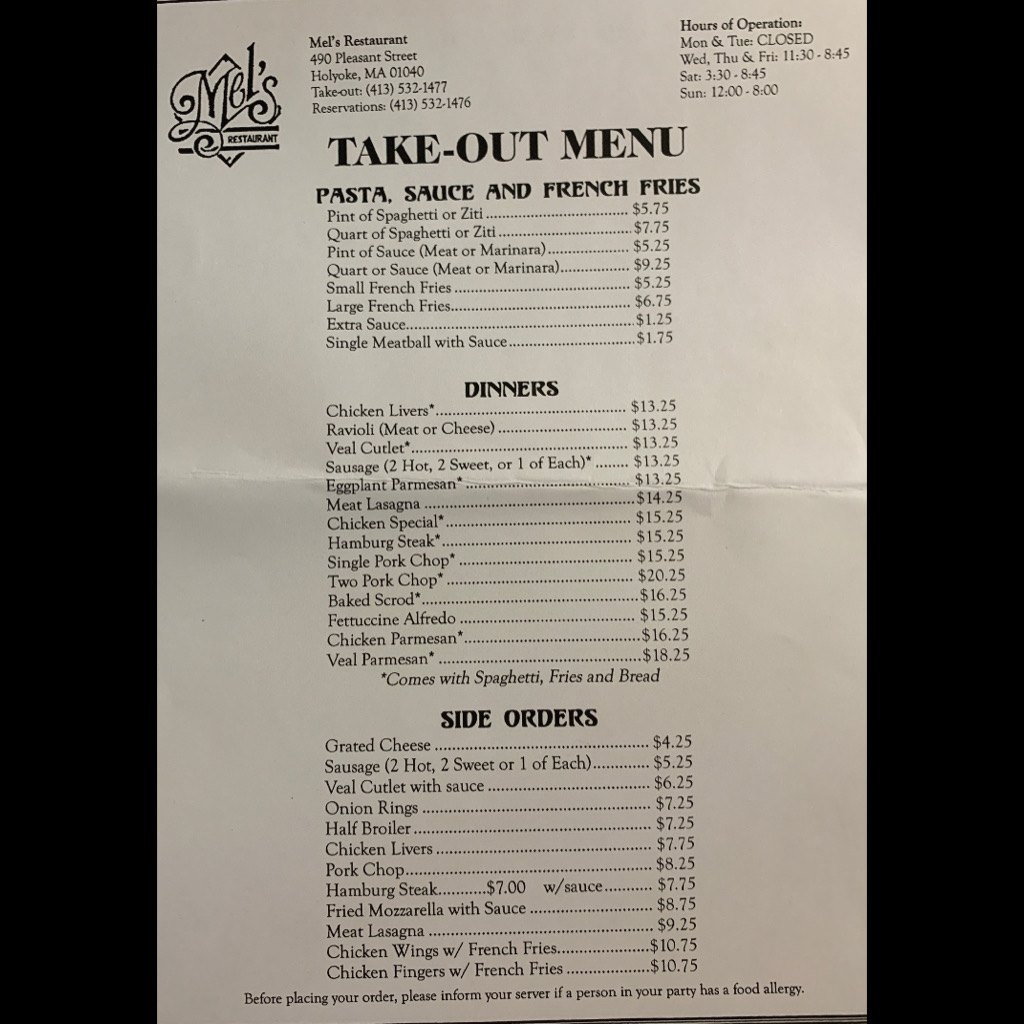 Mel's
RESTAURANT
Mel's Restaurant
490 Pleasant Street
Holyoke, MA 01040
Take-out: (413) 532-1477
Reservations: (413) 532-1476
Hours of Operation:
Mon & Tue: CLOSED
Wed, Thu & Fri: 11:30 - 8:45
Sat: 3:30 - 8:45
Sun: 12:00 - 8:00
TAKE-OUT MENU
PASTA, SAUCE AND FRENCH FRIES
Pint of Spaghetti or Ziti $5.75
Quart of Spaghetti or Ziti $7.75
Pint of Sauce (Meat or Marinara) $5.25
Quart or Sauce (Meat or Marinara) $9.25
Small French Fries $5.25
Large French Fries $6.75
Extra Sauce $1.25
Single Meatball with Sauce $1.75
DINNERS
Chicken Livers* $13.25
Ravioli (Meat or Cheese) $13.25
Veal Cutlet* $13.25
Sausage (2 Hot, 2 Sweet, or 1 of Each)* $13.25
Eggplant Parmesan* $13.25
Meat Lasagna $14.25
Chicken Special* $15.25
Hamburg Steak* $15.25
Single Pork Chop* $15.25
Two Pork Chop* $20.25
Baked Scrod* $16.25
Fettuccine Alfredo $15.25
Chicken Parmesan* $16.25
Veal Parmesan* $18.25
*Comes with Spaghetti, Fries and Bread
SIDE ORDERS
Grated Cheese $4.25
Sausage (2 Hot, 2 Sweet or 1 of Each) $5.25
Veal Cutlet with sauce $6.25
Onion Rings $7.25
Half Broiler $7.25
Chicken Livers $7.75
Pork Chop $8.25
Hamburg Steak $7.00 w/sauce $7.75
Fried Mozzarella with Sauce $8.75
Meat Lasagna $9.25
Chicken Wings w/ French Fries $10.75
Chicken Fingers w/ French Fries $10.75
Before placing your order, please inform your server if a person in your party has a food allergy.